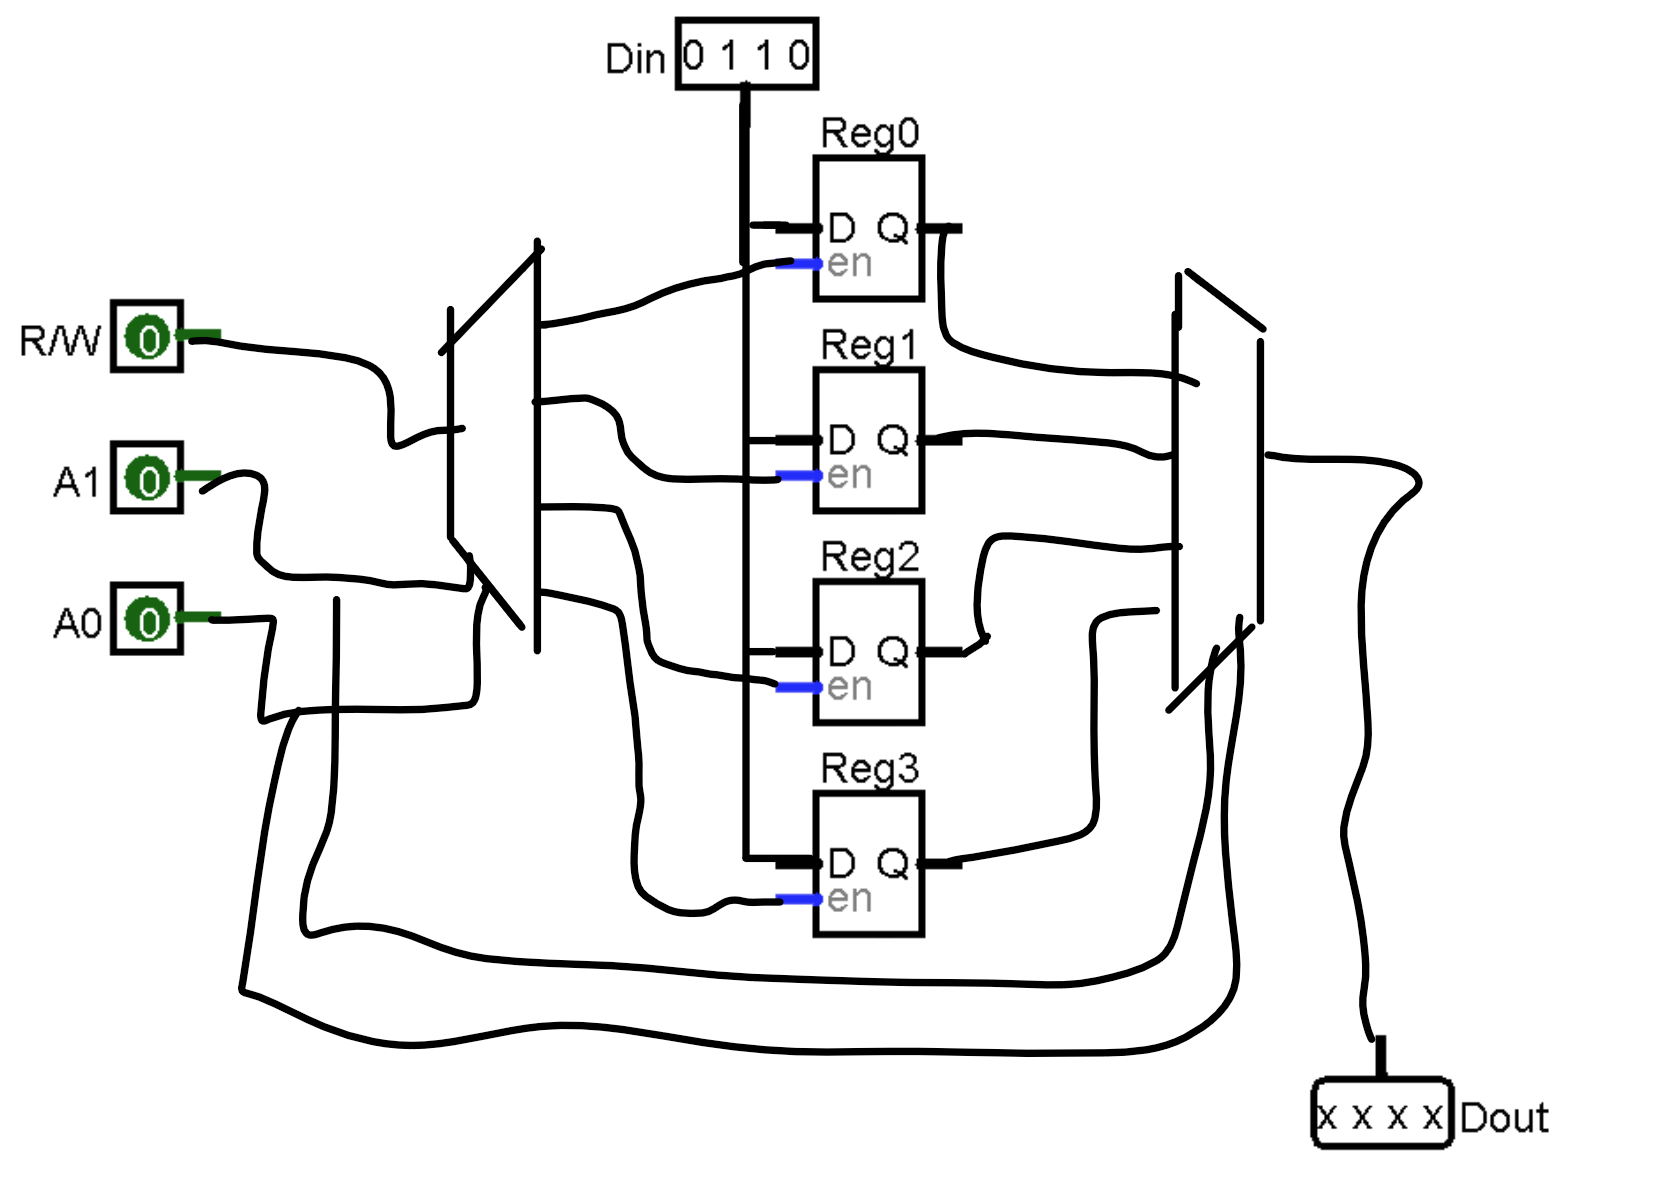 Din 0 1 1 0
Reg0
D Q
en
R/W 0
Reg1
D Q
en
A1 0
Reg2
D Q
en
A0 0
Reg3
D Q
en
x x x x Dout